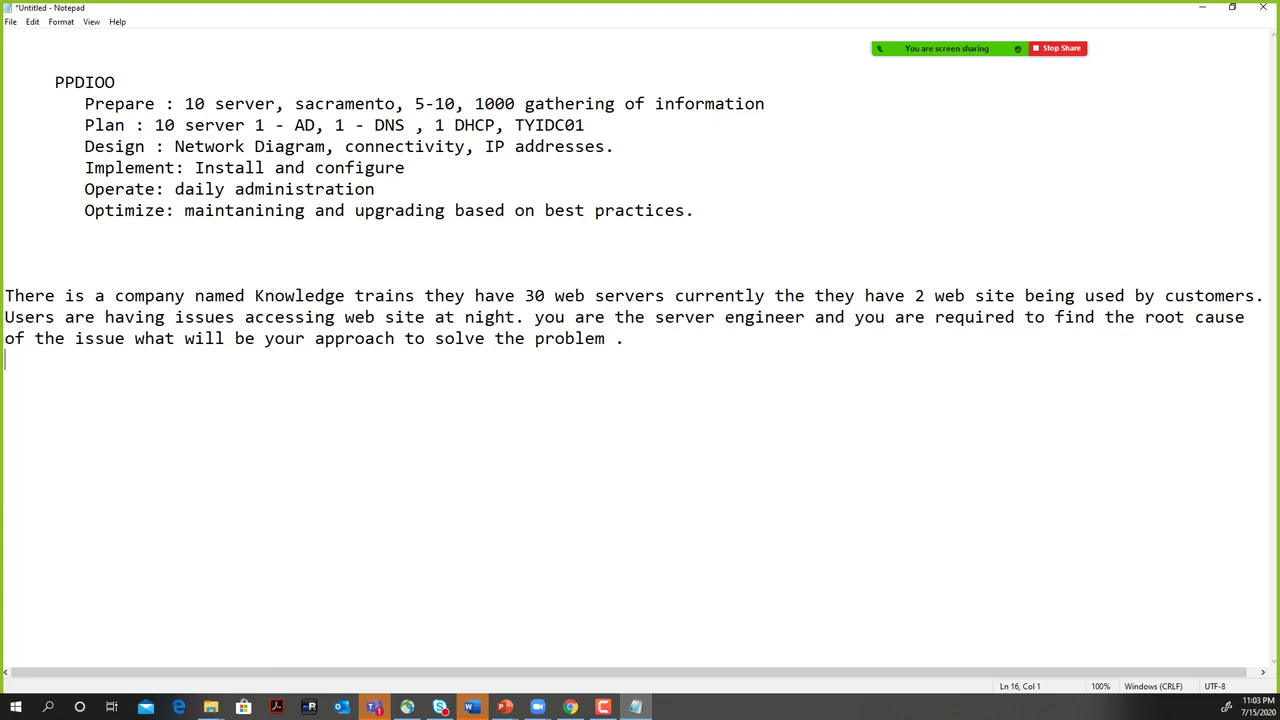 *Untitled - Notepad
File Edit Format View Help
You are screen sharing Stop Share
PPDIOO
Prepare : 10 server, sacramento, 5-10, 1000 gathering of information
Plan : 10 server 1 - AD, 1 - DNS , 1 DHCP, TYIDC01
Design : Network Diagram, connectivity, IP addresses.
Implement: Install and configure
Operate: daily administration
Optimize: maintanining and upgrading based on best practices.
There is a company named Knowledge trains they have 30 web servers currently the they have 2 web site being used by customers.
Users are having issues accessing web site at night. you are the server engineer and you are required to find the root cause
of the issue what will be your approach to solve the problem .
Ln 16, Col 1 100% Windows (CRLF) UTF-8
11:03 PM
7/15/2020